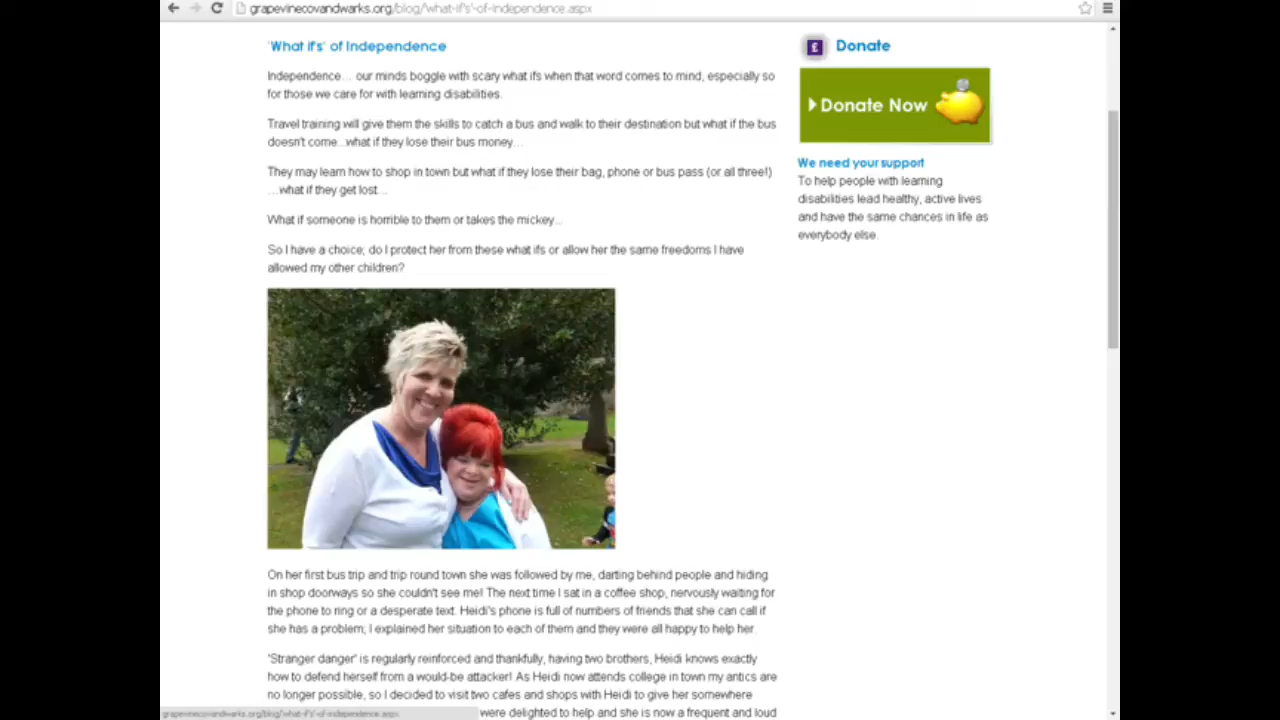 grapevinecovandwarks.org/blog/'what-ifs'-of-independence.aspx
'What if's' of Independence
Independence… our minds boggle with scary what ifs when that word comes to mind, especially so
for those we care for with learning disabilities.
Travel training will give them the skills to catch a bus and walk to their destination but what if the bus
doesn't come...what if they lose their bus money…
They may learn how to shop in town but what if they lose their bag, phone or bus pass (or all three!)
…what if they get lost…
What if someone is horrible to them or takes the mickey…
So I have a choice; do I protect her from these what ifs or allow her the same freedoms I have
allowed my other children?
On her first bus trip and trip round town she was followed by me, darting behind people and hiding
in shop doorways so she couldn't see me! The next time I sat in a coffee shop, nervously waiting for
the phone to ring or a desperate text. Heidi's phone is full of numbers of friends that she can call if
she has a problem; I explained her situation to each of them and they were all happy to help her.
'Stranger danger' is regularly reinforced and thankfully, having two brothers, Heidi knows exactly
how to defend herself from a would-be attacker! As Heidi now attends college in town my antics are
no longer possible, so I decided to visit two cafes and shops with Heidi to give her somewhere
were delighted to help and she is now a frequent and loud
£ Donate
Donate Now
We need your support
To help people with learning
disabilities lead healthy, active lives
and have the same chances in life as
everybody else.
grapevinecovandwarks.org/blog/'what-ifs'-of-independence.aspx